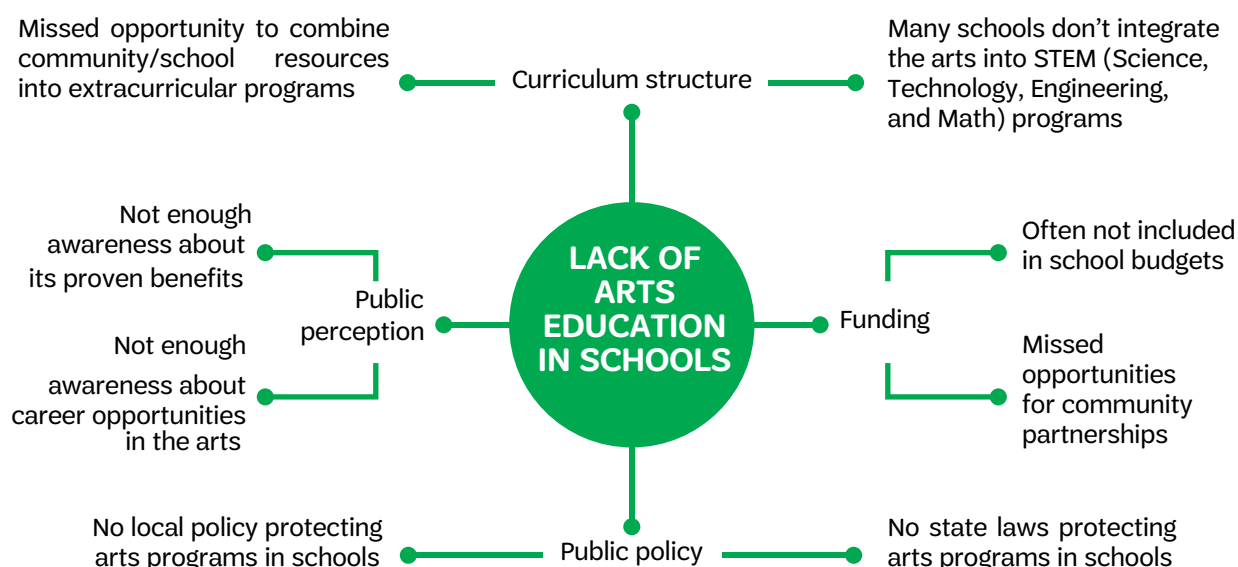 Missed opportunity to combine
community/school resources
into extracurricular programs
Curriculum structure
Many schools don’t integrate
the arts into STEM (Science,
Technology, Engineering,
and Math) programs
Not enough
awareness about
its proven benefits
Public
perception
Not enough
awareness about
career opportunities
in the arts
LACK OF
ARTS
EDUCATION
IN SCHOOLS
Funding
Often not included
in school budgets
Missed
opportunities
for community
partnerships
No local policy protecting
arts programs in schools
Public policy
No state laws protecting
arts programs in schools